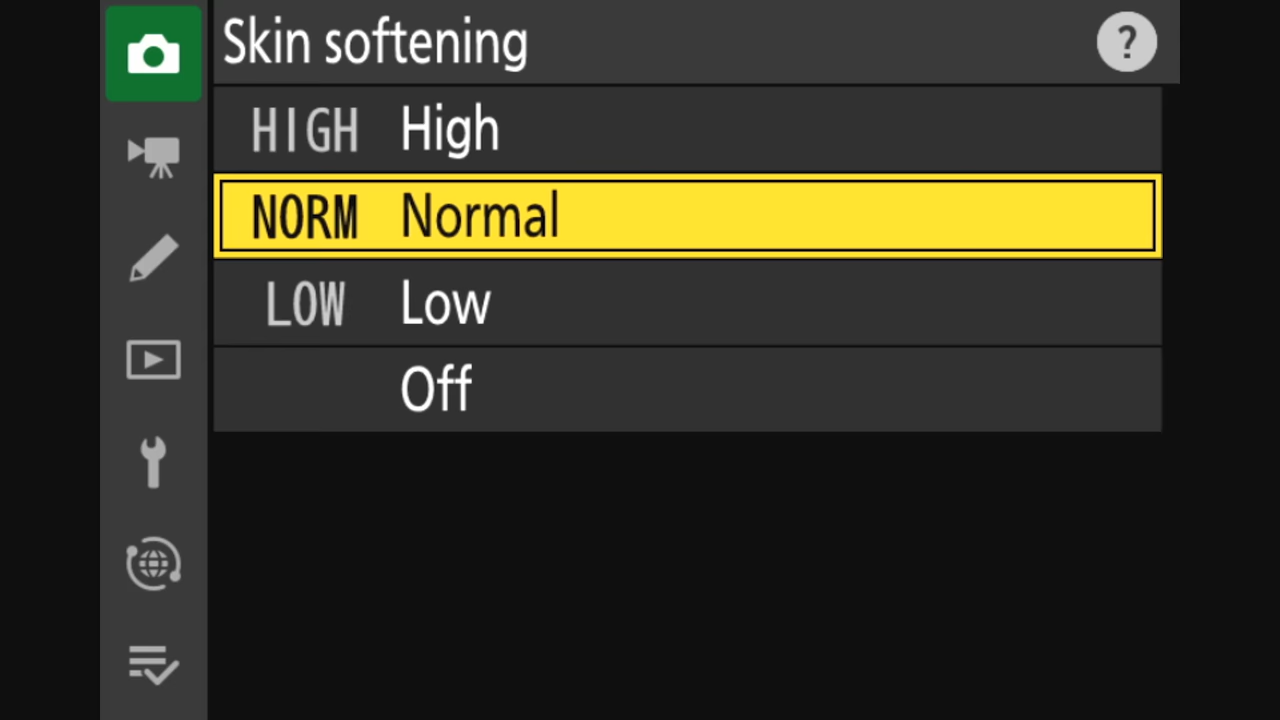 Skin softening ?
HIGH High
NORM Normal
LOW Low
Off